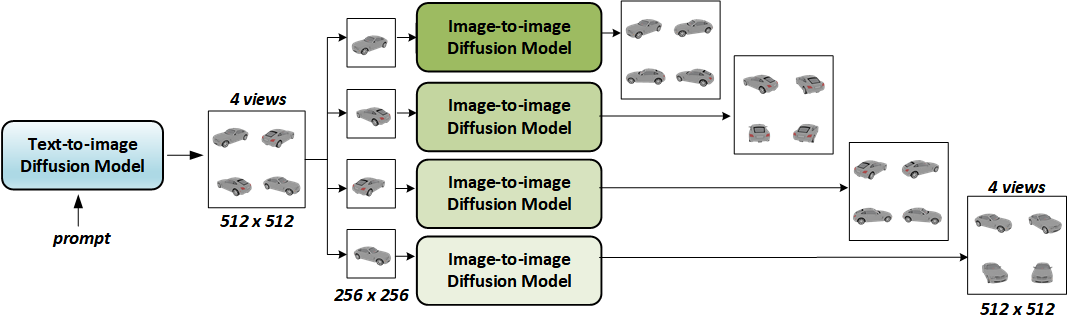 Text-to-image
Diffusion Model
prompt
4 views
512 x 512
256 x 256
Image-to-image
Diffusion Model
Image-to-image
Diffusion Model
Image-to-image
Diffusion Model
Image-to-image
Diffusion Model
4 views
512 x 512